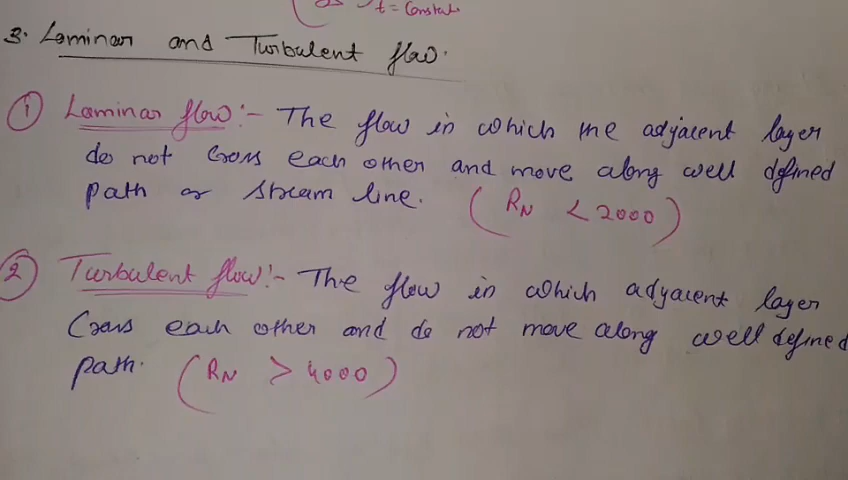 t = Constant
3. Laminar and Turbulent flow.
① Laminar flow:- The flow in which the adjacent layer
do not Cross each other and move along well defined
path or stream line. (RN < 2000)
② Turbulent flow:- The flow in which adyacent layer
Cross each other and do not move along well defined
path. (RN > 4000)